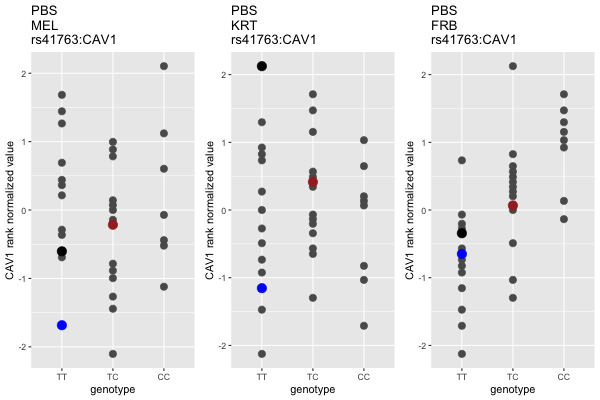 PBS
MEL
rs41763:CAV1
PBS
KRT
rs41763:CAV1
PBS
FRB
rs41763:CAV1
CAV1 rank normalized value
2
1
0
-1
-2
TT TC CC
genotype
CAV1 rank normalized value
2
1
0
-1
-2
TT TC CC
genotype
CAV1 rank normalized value
2
1
0
-1
-2
TT TC CC
genotype